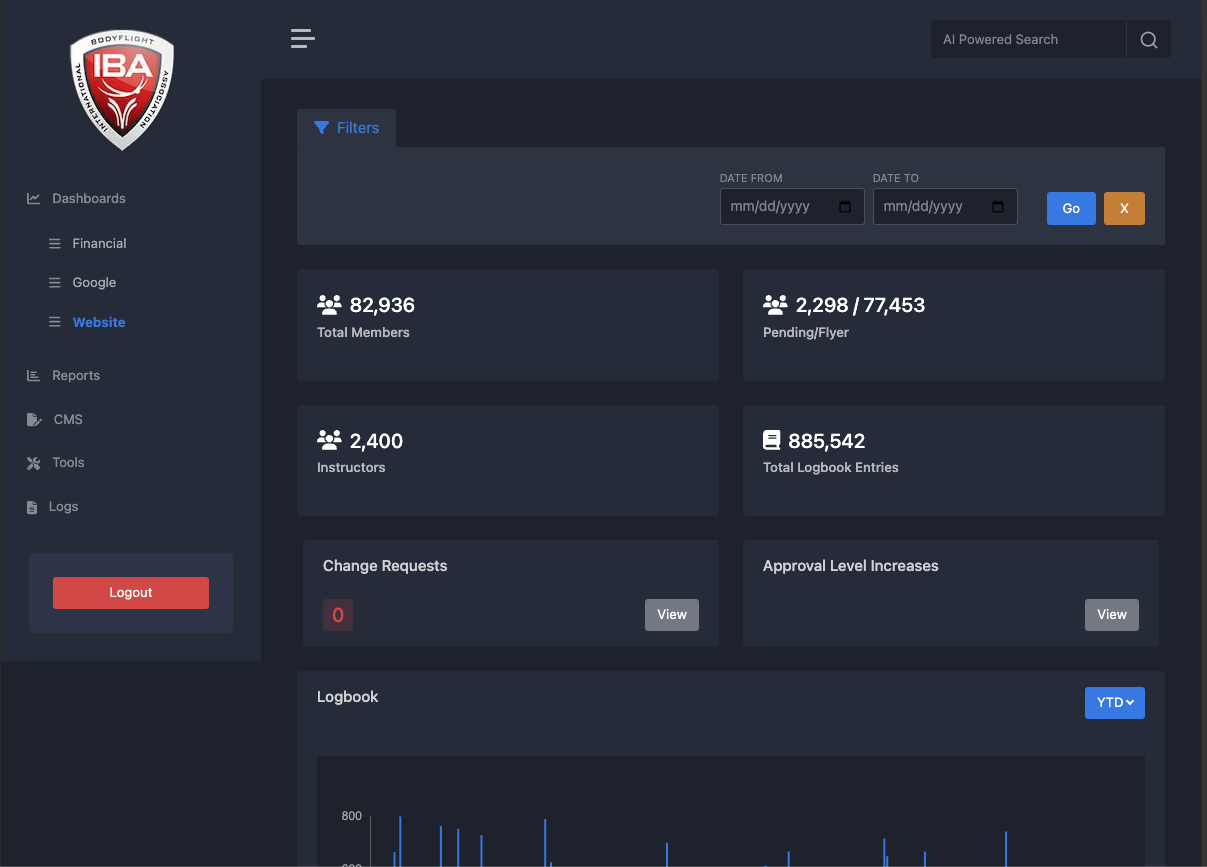 BODYFLIGHT
IBA
INTERNATIONAL
ASSOCIATION
AI Powered Search
Filters
DATE FROM
DATE TO
mm/dd/yyyy
mm/dd/yyyy
Go
X
Dashboards
Financial
Google
Website
Reports
CMS
Tools
Logs
Logout
82,936
Total Members
2,298 / 77,453
Pending/Flyer
2,400
Instructors
885,542
Total Logbook Entries
Change Requests
0
View
Approval Level Increases
View
Logbook
YTD
800